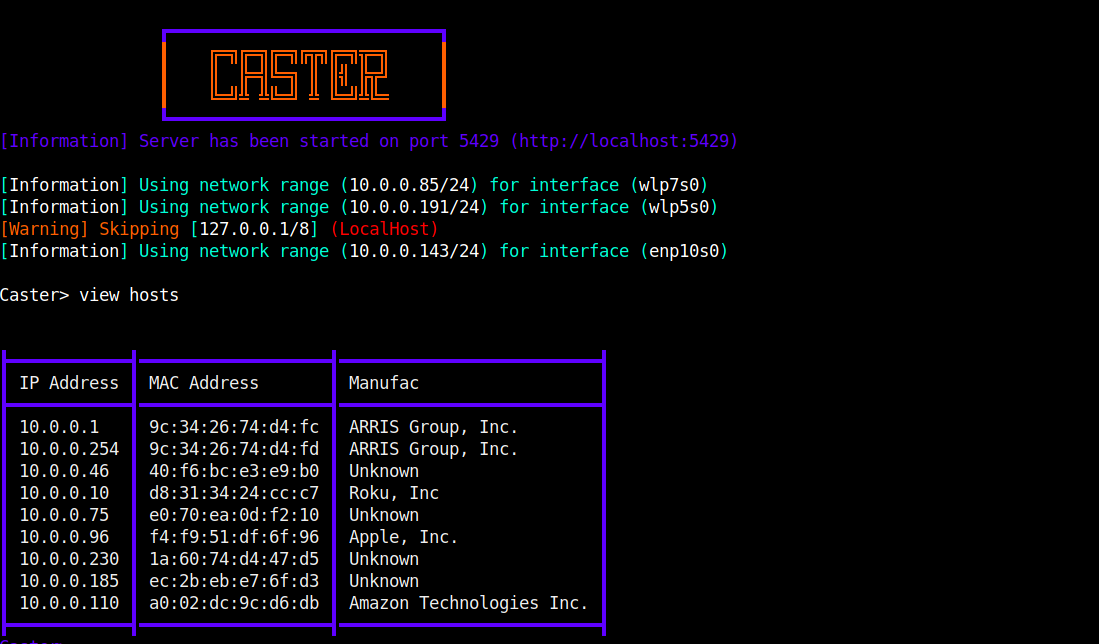 CASTER
[Information] Server has been started on port 5429 (http://localhost:5429)
[Information] Using network range (10.0.0.85/24) for interface (wlp7s0)
[Information] Using network range (10.0.0.191/24) for interface (wlp5s0)
[Warning] Skipping [127.0.0.1/8] (LocalHost)
[Information] Using network range (10.0.0.143/24) for interface (enp10s0)
Caster> view hosts
IP Address MAC Address Manufac
10.0.0.1 9c:34:26:74:d4:fc ARRIS Group, Inc.
10.0.0.254 9c:34:26:74:d4:fd ARRIS Group, Inc.
10.0.0.46 40:f6:bc:e3:e9:b0 Unknown
10.0.0.10 d8:31:34:24:cc:c7 Roku, Inc
10.0.0.75 e0:70:ea:0d:f2:10 Unknown
10.0.0.96 f4:f9:51:df:6f:96 Apple, Inc.
10.0.0.230 1a:60:74:d4:47:d5 Unknown
10.0.0.185 ec:2b:eb:e7:6f:d3 Unknown
10.0.0.110 a0:02:dc:9c:d6:db Amazon Technologies Inc.